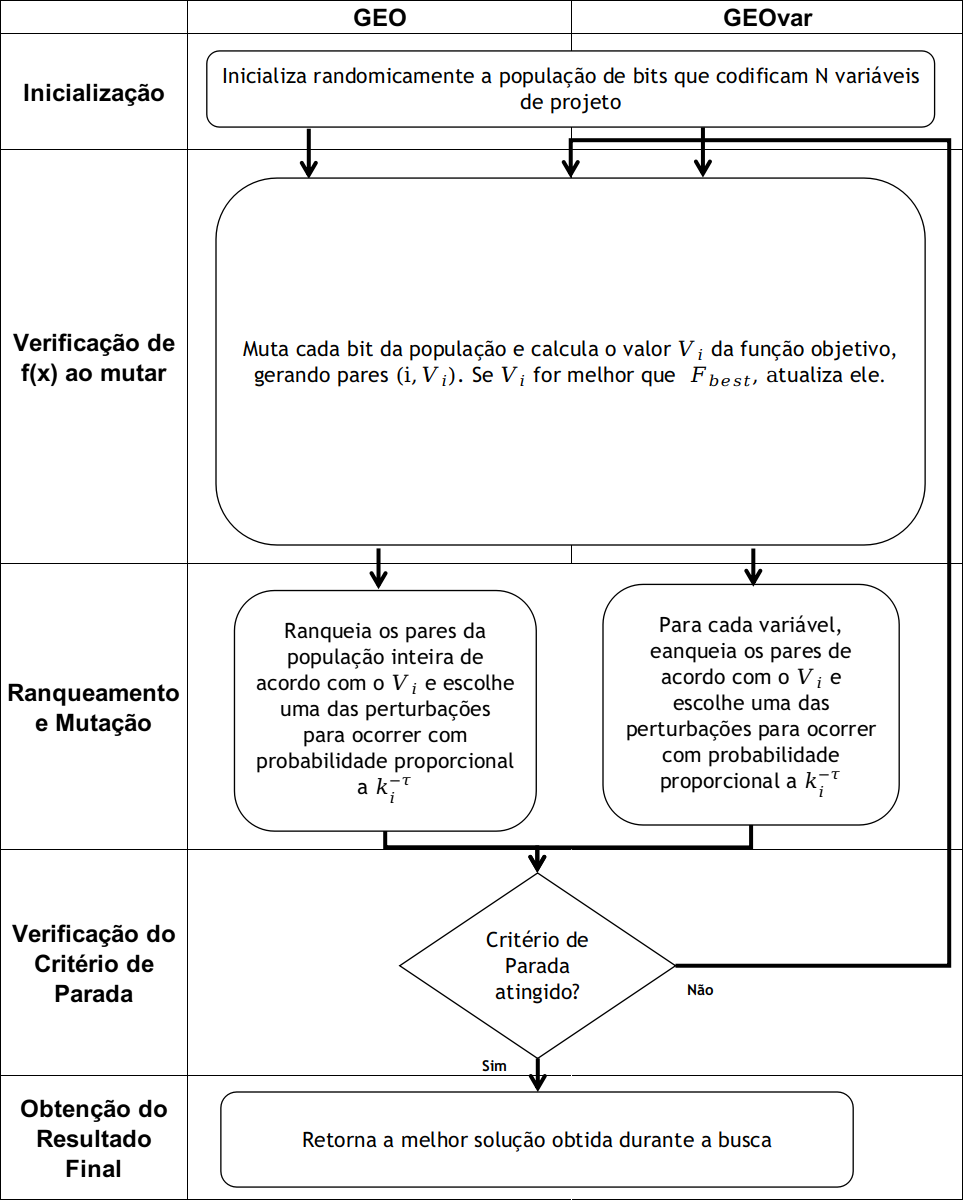 GEO
GEOvar
Inicialização
Inicializa randomicamente a população de bits que codificam N variáveis
de projeto
Verificação de
f(x) ao mutar
Muta cada bit da população e calcula o valor V_i da função objetivo,
gerando pares (i, V_i). Se V_i for melhor que F_best, atualiza ele.
Ranqueamento
e Mutação
Ranqueia os pares da
população inteira de
acordo com o V_i e escolhe
uma das perturbações
para ocorrer com
probabilidade proporcional
a k_i^−τ
Para cada variável,
eanqueia os pares de
acordo com o V_i e
escolhe uma das
perturbações para ocorrer
com probabilidade
proporcional a k_i^−τ
Verificação do
Critério de
Parada
Critério de
Parada
atingido?
Não
Sim
Obtenção do
Resultado
Final
Retorna a melhor solução obtida durante a busca